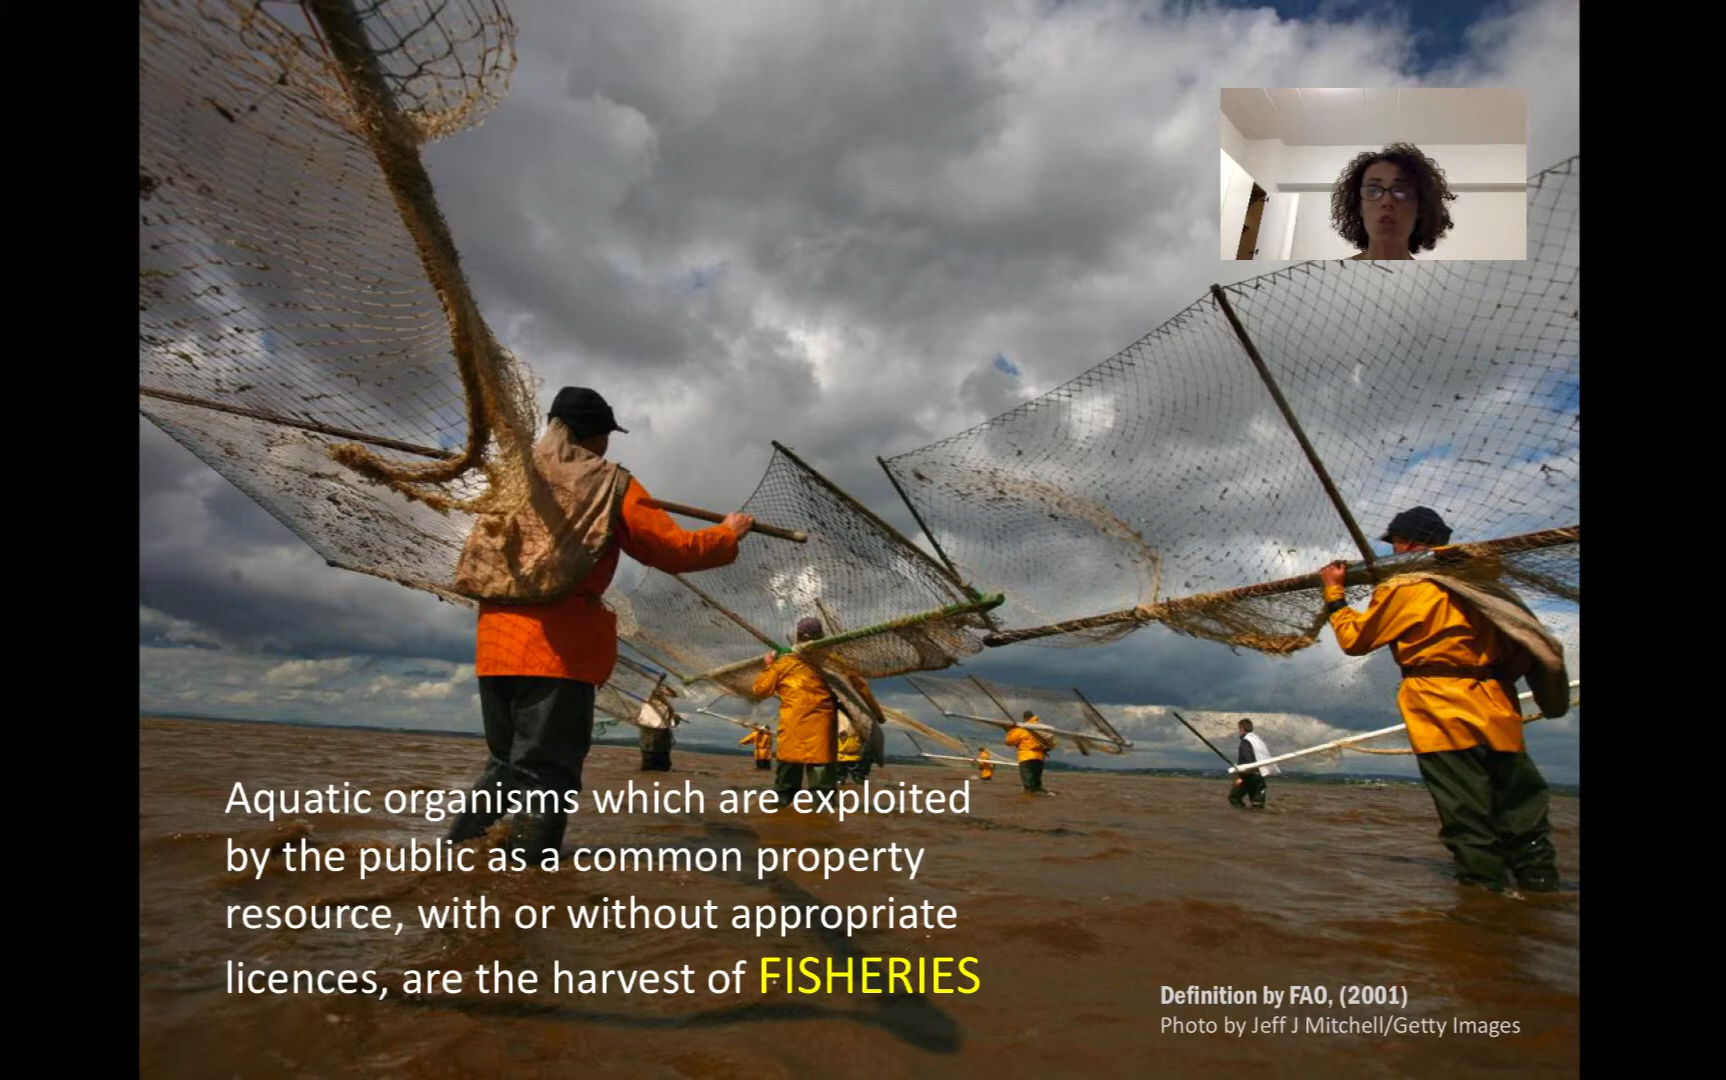 Aquatic organisms which are exploited
by the public as a common property
resource, with or without appropriate
licences, are the harvest of FISHERIES
Definition by FAO, (2001)
Photo by Jeff J Mitchell/Getty Images